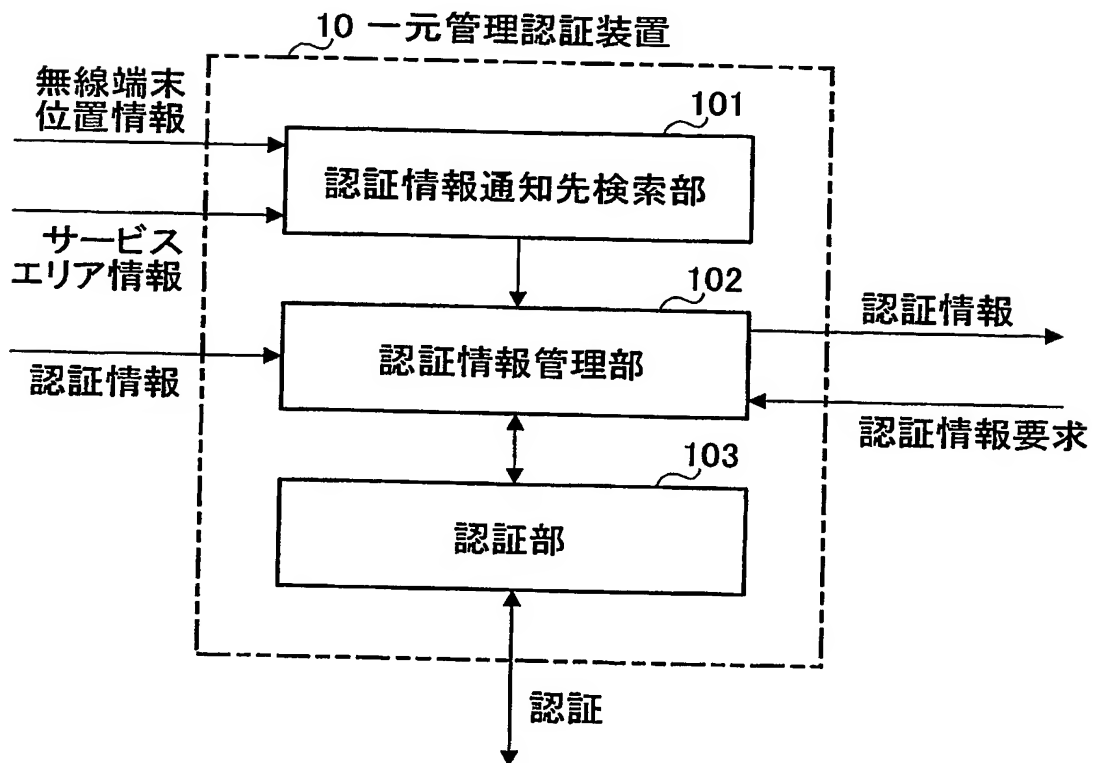 10 一元管理認証装置
無線端末
位置情報
101
認証情報通知先検索部
サービス
エリア情報
102
認証情報
認証情報管理部
認証情報
認証情報要求
103
認証部
認証